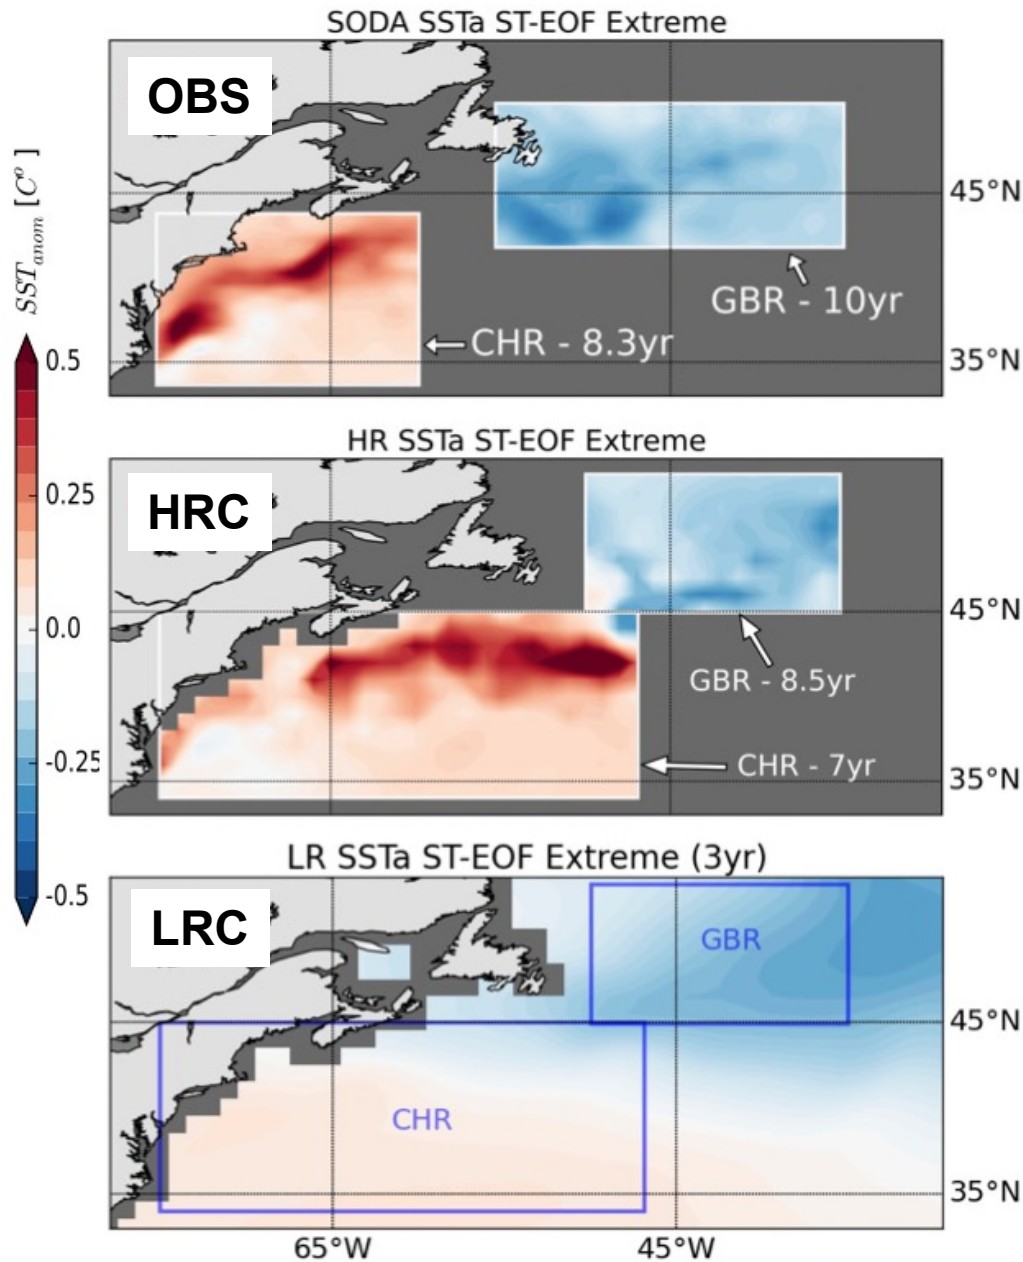 SODA SSTa ST-EOF Extreme
OBS
SST_anom [C^o ]
45°N
GBR - 10yr
CHR - 8.3yr
35°N
0.5
0.25
0.0
-0.25
-0.5
HR SSTa ST-EOF Extreme
HRC
45°N
GBR - 8.5yr
CHR - 7yr
35°N
LR SSTa ST-EOF Extreme (3yr)
LRC
GBR
45°N
CHR
35°N
65°W
45°W